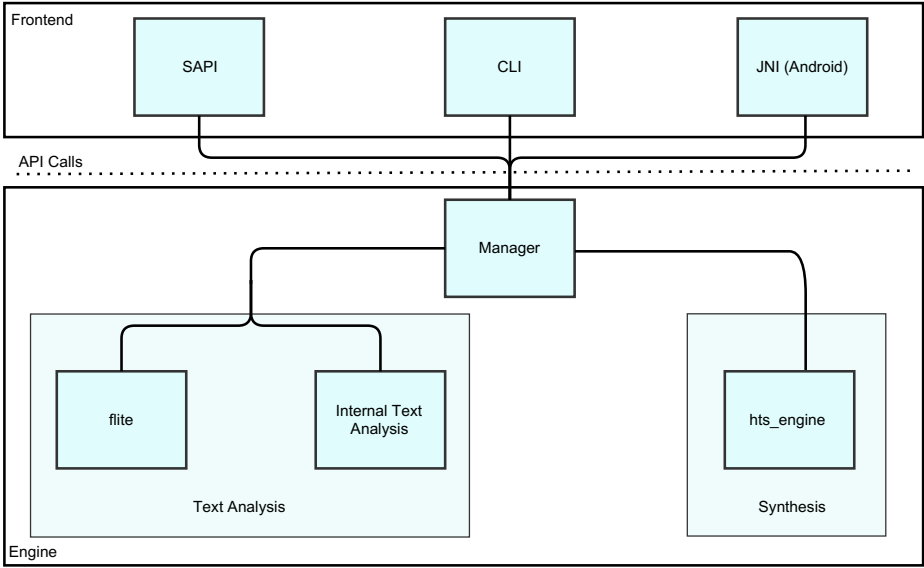 Frontend
SAPI
CLI
JNI (Android)
API Calls
Manager
flite
Internal Text
Analysis
hts_engine
Text Analysis
Synthesis
Engine